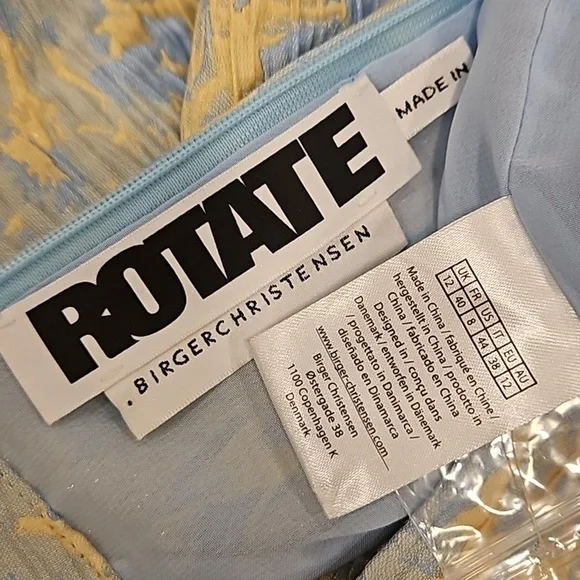 ROTATE
BIRGERCHRISTENSEN
MADE IN
UK FR US IT EU AU
12 40 8 44 38 12
Made in China / fabriqué en Chine /
hergestellt in China / prodotto in
China / fabricado en China
Designed in / conçu dans
Danemark / entworfen in Dänemark
/ progettato in Danimarca /
diseñado en Dinamarca
www.birger-christensen.com
Birger Christensen
Østergade 38
1100 Copenhagen K
Denmark